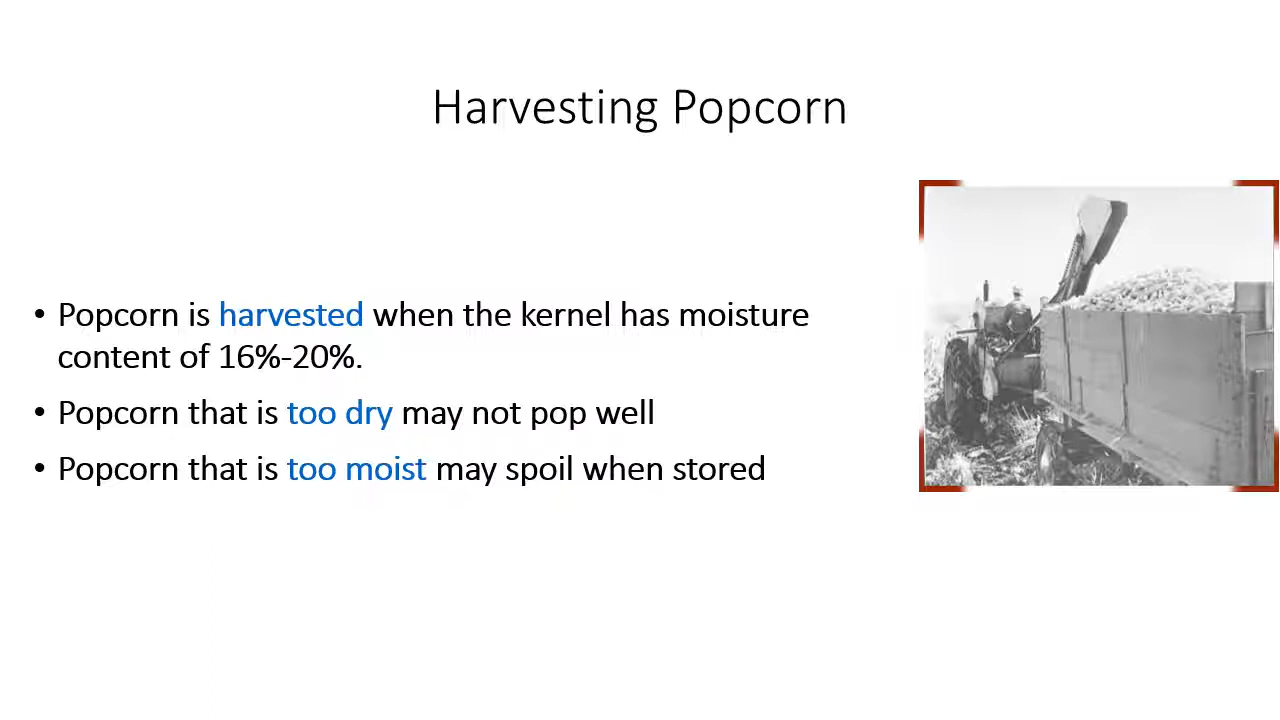 Harvesting Popcorn
• Popcorn is harvested when the kernel has moisture
content of 16%-20%.
• Popcorn that is too dry may not pop well
• Popcorn that is too moist may spoil when stored